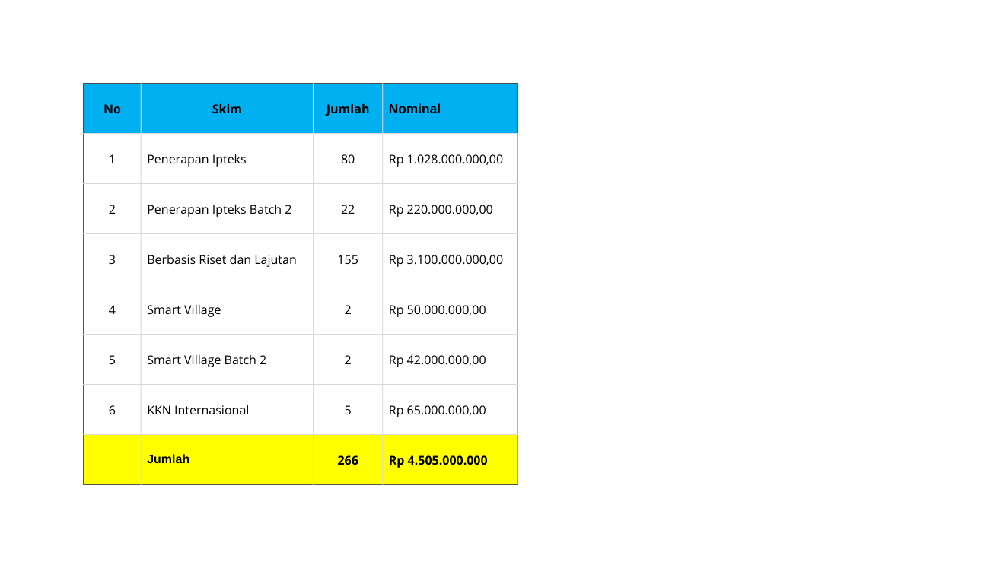 No Skim Jumlah Nominal
1 Penerapan Ipteks 80 Rp 1.028.000.000,00
2 Penerapan Ipteks Batch 2 22 Rp 220.000.000,00
3 Berbasis Riset dan Lajutan 155 Rp 3.100.000.000,00
4 Smart Village 2 Rp 50.000.000,00
5 Smart Village Batch 2 2 Rp 42.000.000,00
6 KKN Internasional 5 Rp 65.000.000,00
Jumlah 266 Rp 4.505.000.000